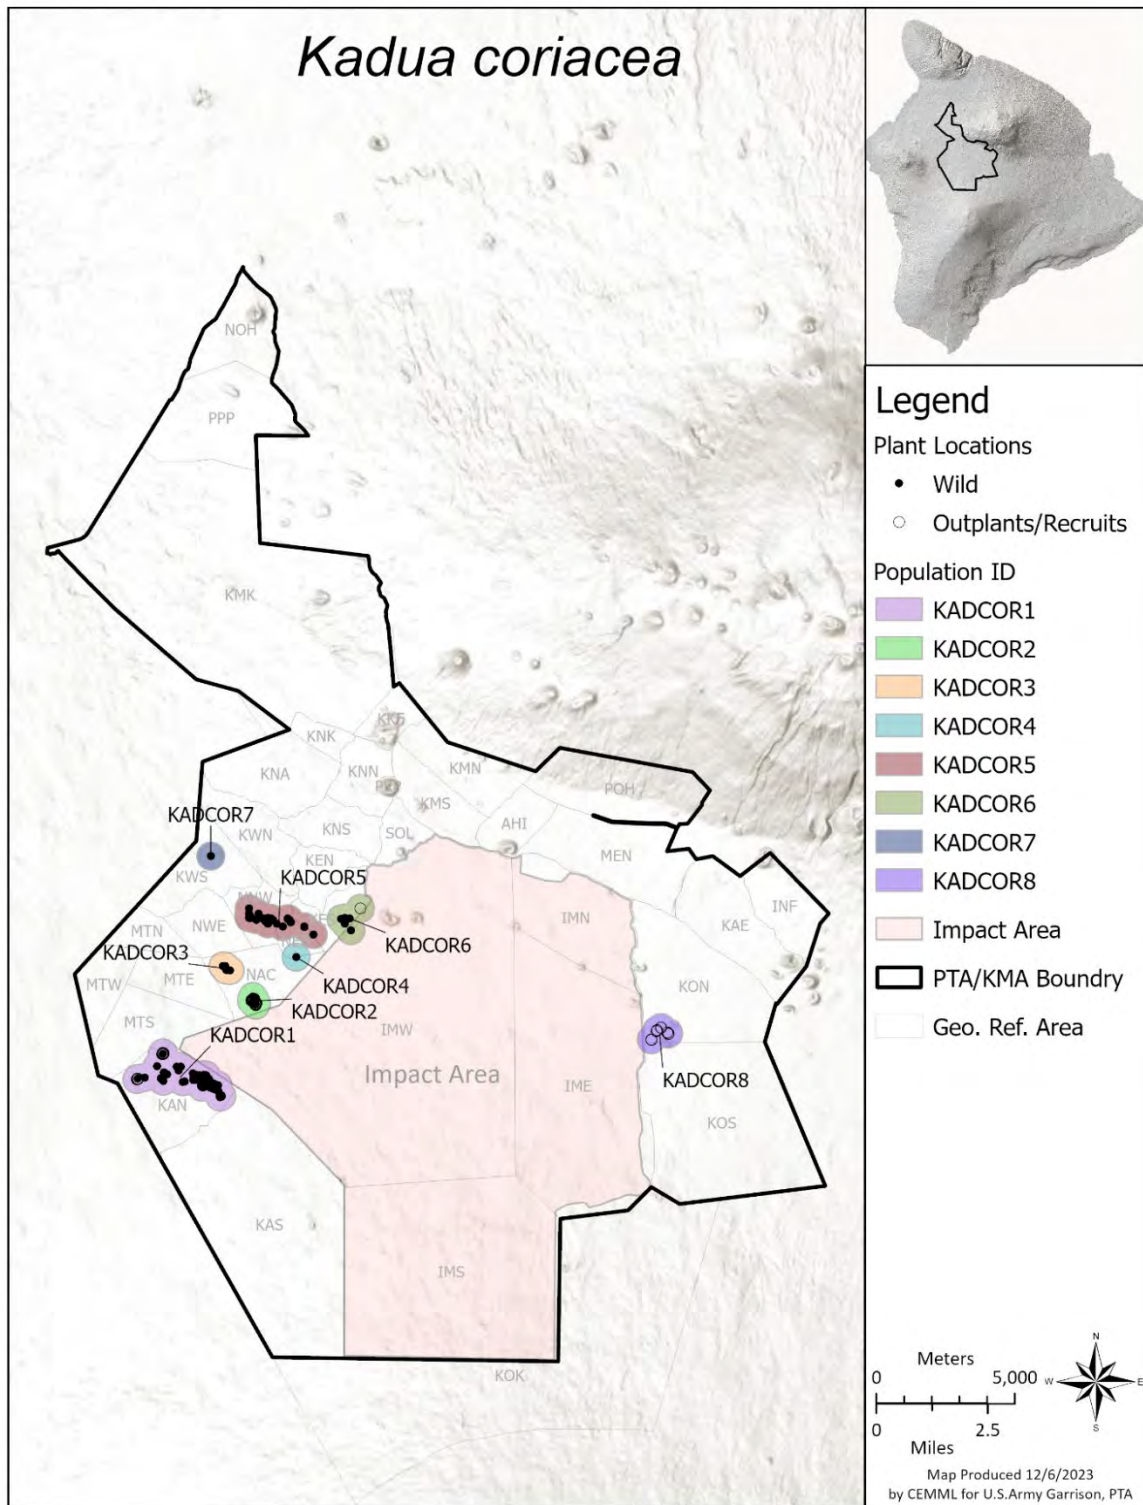 Kadua coriacea
NOH
PPP
KMK
KNK
KNA
KNN
KMN
POH
KADCOR7
KWN
KNS
SOL
KMS
AHI
KEN
MEN
KWS
KADCOR5
MTN
NWE
IMN
KAE
INF
KADCOR3
KADCOR6
MTW
MTE
NAC
KADCOR4
KON
KADCOR2
MTS
KADCOR1
IMW
Impact Area
IME
KADCOR8
KAN
KOS
KAS
IMS
KOK
Legend
Plant Locations
Wild
Outplants/Recruits
Population ID
KADCOR1
KADCOR2
KADCOR3
KADCOR4
KADCOR5
KADCOR6
KADCOR7
KADCOR8
Impact Area
PTA/KMA Boundry
Geo. Ref. Area
Meters
0 5,000
0 2.5
Miles
N
W E
S
Map Produced 12/6/2023
by CEMML for U.S.Army Garrison, PTA